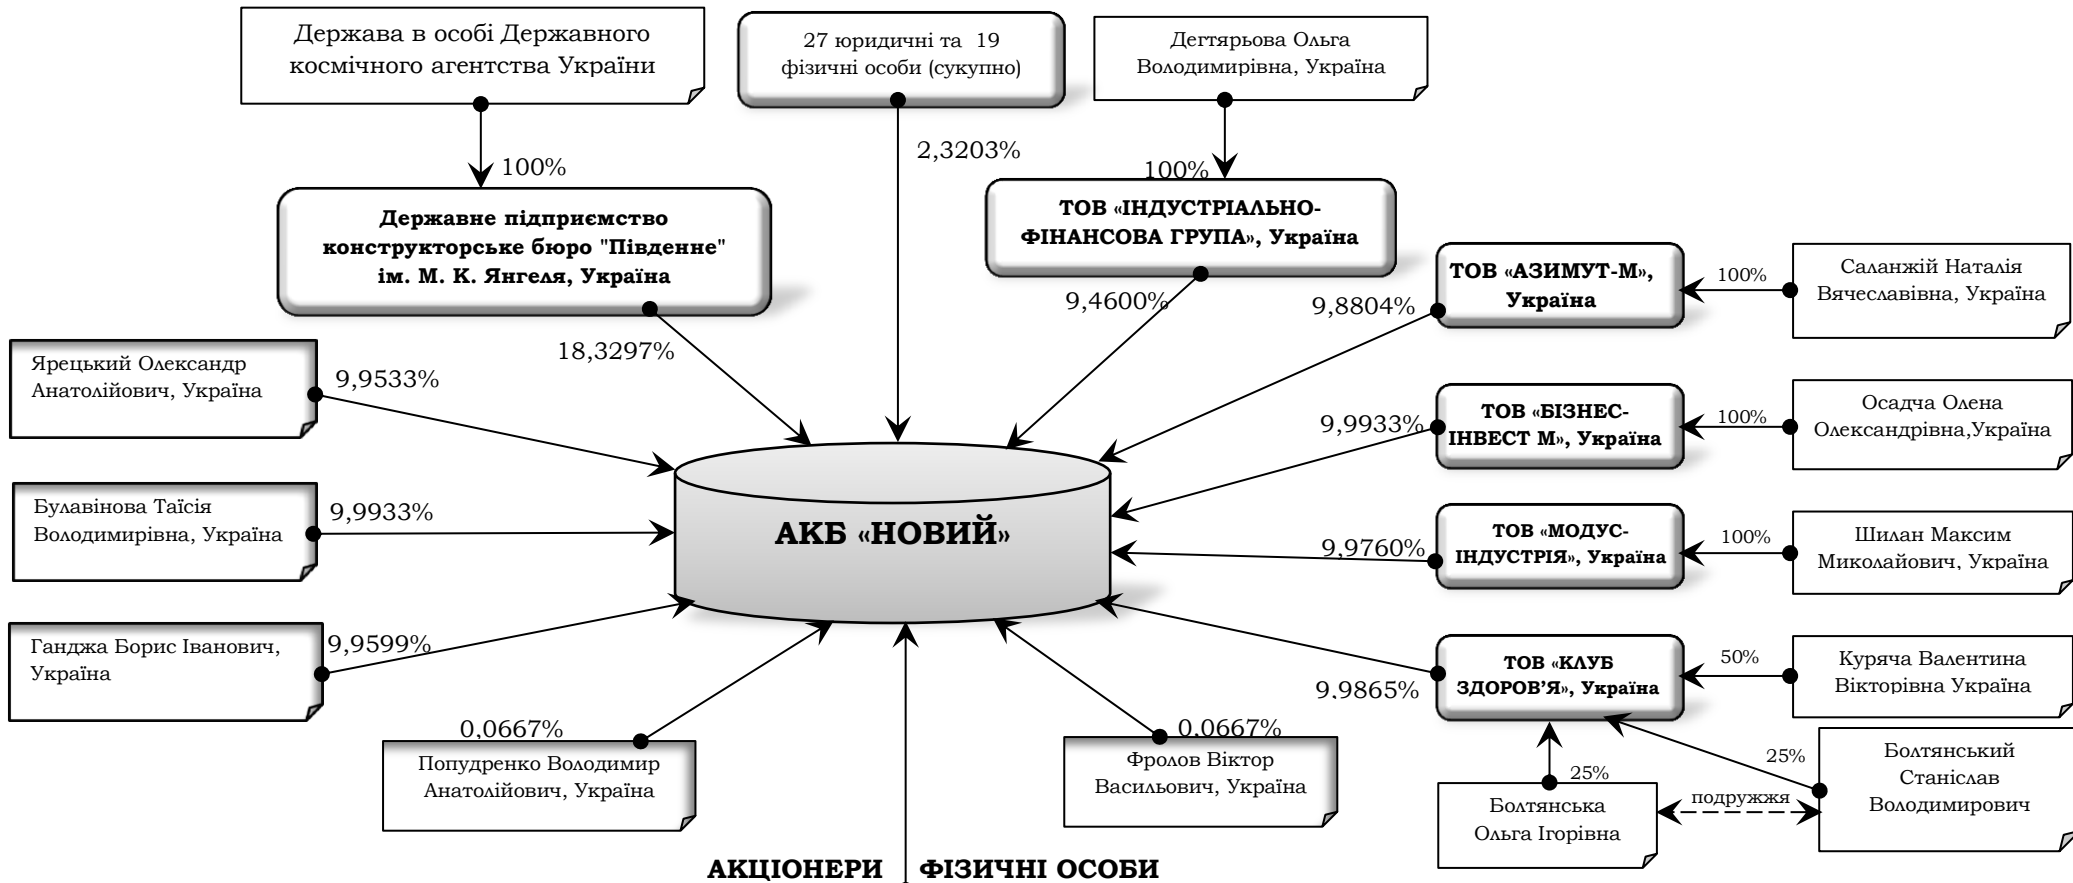 Держава в особі Державного
космічного агентства України
27 юридичні та 19
фізичні особи (сукупно)
Дегтярьова Ольга
Володимирівна, Україна
2,3203%
100%
100%
Державне підприємство
конструкторське бюро "Південне"
ім. М. К. Янгеля, Україна
ТОВ «ІНДУСТРІАЛЬНО-
ФІНАНСОВА ГРУПА», Україна
ТОВ «АЗИМУТ-М»,
Україна
100%
Саланжій Наталія
Вячеславівна, Україна
18,3297%
9,4600%
9,8804%
Ярецький Олександр
Анатолійович, Україна
9,9533%
9,9933%
ТОВ «БІЗНЕС-
ІНВЕСТ М», Україна
100%
Осадча Олена
Олександрівна,Україна
Булавінова Таїсія
Володимирівна, Україна
9,9933%
АКБ «НОВИЙ»
9,9760%
ТОВ «МОДУС-
ІНДУСТРІЯ», Україна
100%
Шилан Максим
Миколайович, Україна
Ганджа Борис Іванович,
Україна
9,9599%
9,9865%
ТОВ «КЛУБ
ЗДОРОВ’Я», Україна
50%
Куряча Валентина
Вікторівна Україна
0,0667%
Попудренко Володимир
Анатолійович, Україна
0,0667%
Фролов Віктор
Васильович, Україна
25%
25%
Болтянська
Ольга Ігорівна
подружжя
Болтянський
Станіслав
Володимирович
АКЦІОНЕРИ ФІЗИЧНІ ОСОБИ